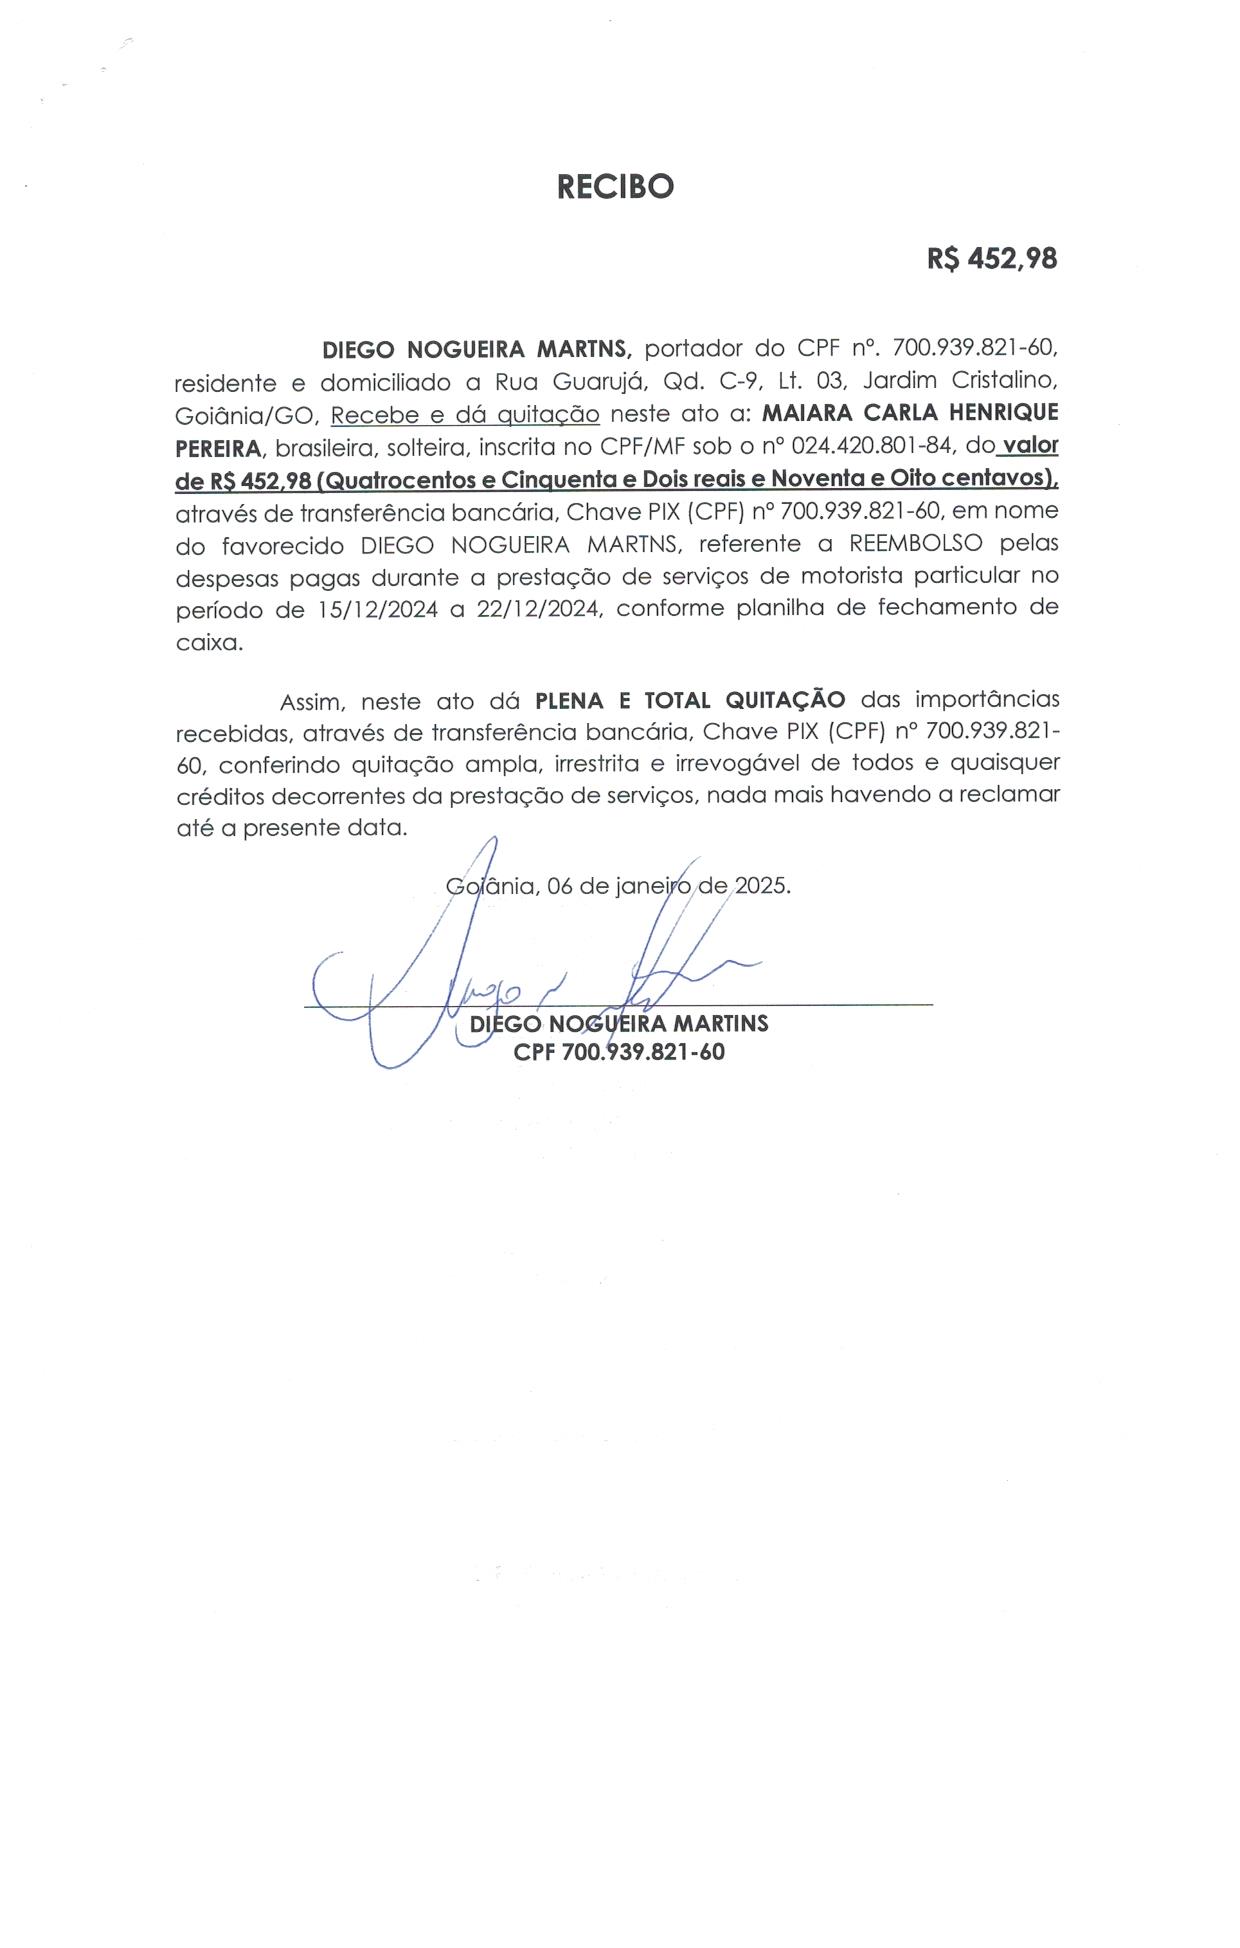 RECIBO
R$ 452,98
DIEGO NOGUEIRA MARTNS, portador do CPF nº. 700.939.821-60,
residente e domiciliado a Rua Guarujá, Qd. C-9, Lt. 03, Jardim Cristalino,
Goiânia/GO, Recebe e dá quitação neste ato a: MAIARA CARLA HENRIQUE
PEREIRA, brasileira, solteira, inscrita no CPF/MF sob o nº 024.420.801-84, do valor
de R$ 452,98 (Quatrocentos e Cinquenta e Dois reais e Noventa e Oito centavos),
através de transferência bancária, Chave PIX (CPF) nº 700.939.821-60, em nome
do favorecido DIEGO NOGUEIRA MARTNS, referente a REEMBOLSO pelas
despesas pagas durante a prestação de serviços de motorista particular no
período de 15/12/2024 a 22/12/2024, conforme planilha de fechamento de
caixa.
Assim, neste ato dá PLENA E TOTAL QUITAÇÃO das importâncias
recebidas, através de transferência bancária, Chave PIX (CPF) nº 700.939.821-
60, conferindo quitação ampla, irrestrita e irrevogável de todos e quaisquer
créditos decorrentes da prestação de serviços, nada mais havendo a reclamar
até a presente data.
Goiânia, 06 de janeiro de 2025.
DIEGO NOGUEIRA MARTINS
CPF 700.939.821-60